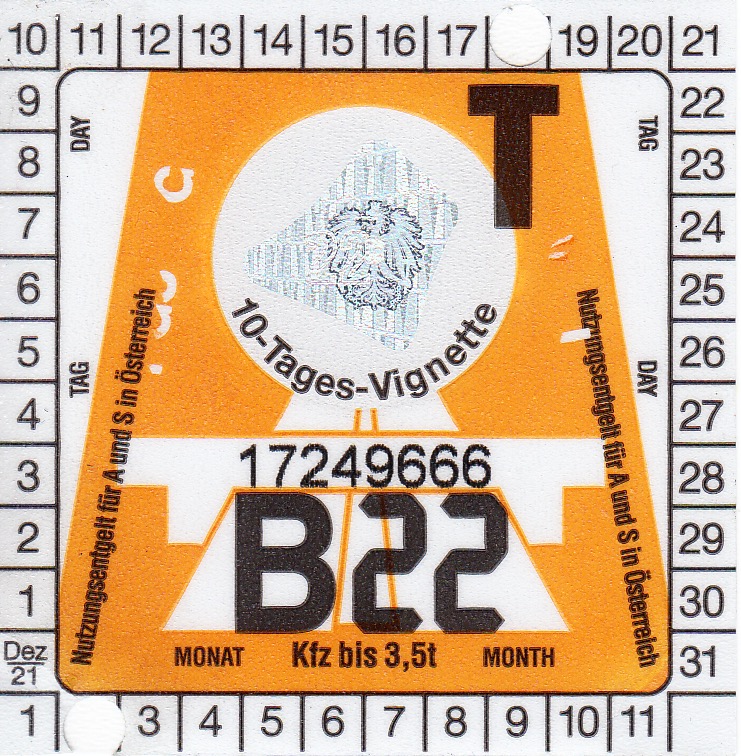 10 11 12 13 14 15 16 17 19 20 21
9 22
8 23
7 24
6 25
5 26
4 27
3 28
2 29
1 30
Dez
21
31
1 3 4 5 6 7 8 9 10 11
DAY
TAG
T
TAG
DAY
10-Tages-Vignette
Nutzungsentgelt für A und S in Österreich
Nutzungsentgelt für A und S in Österreich
17249666
B22
MONAT Kfz bis 3,5t MONTH